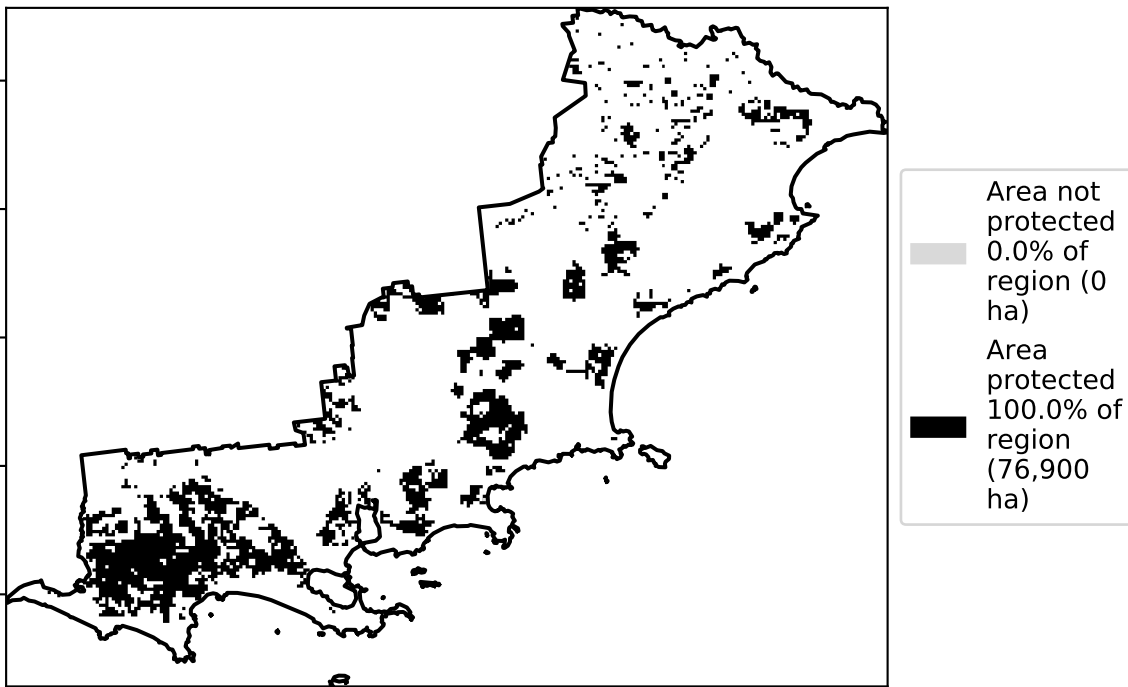 Area not
protected
0.0% of
region (0
ha)
Area
protected
100.0% of
region
(76,900
ha)